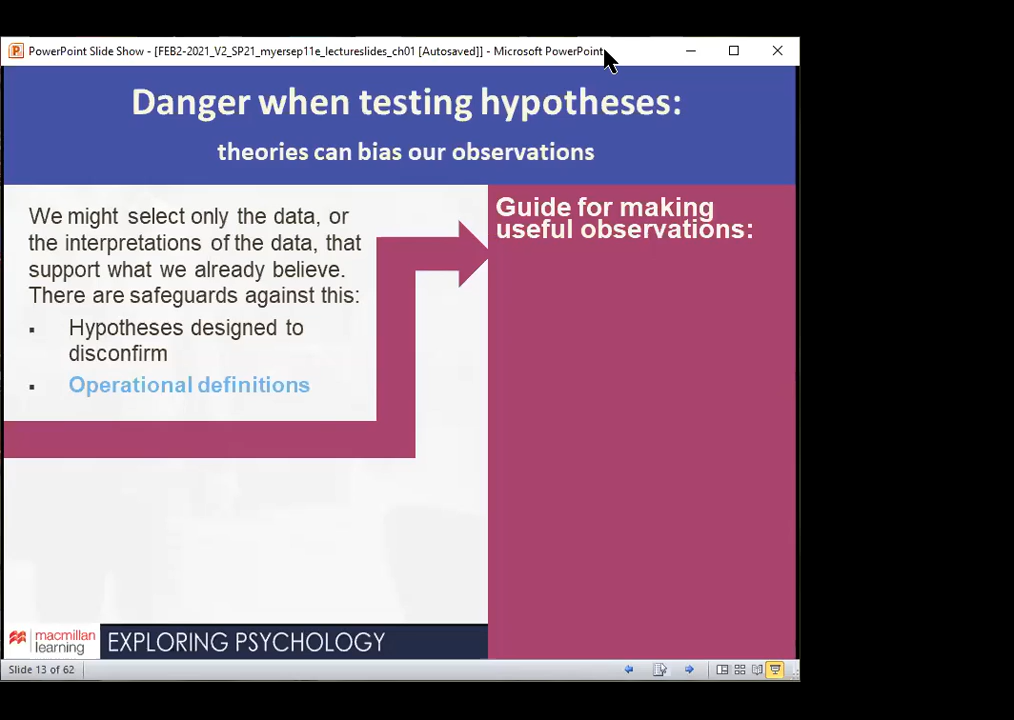 PowerPoint Slide Show - [FEB2-2021_V2_SP21_myersep11e_lectureslides_ch01 [Autosaved]] - Microsoft PowerPoint
Danger when testing hypotheses:
theories can bias our observations
We might select only the data, or
the interpretations of the data, that
support what we already believe.
There are safeguards against this:
▪ Hypotheses designed to
disconfirm
▪ Operational definitions
Guide for making
useful observations:
macmillan
learning
EXPLORING PSYCHOLOGY
Slide 13 of 62